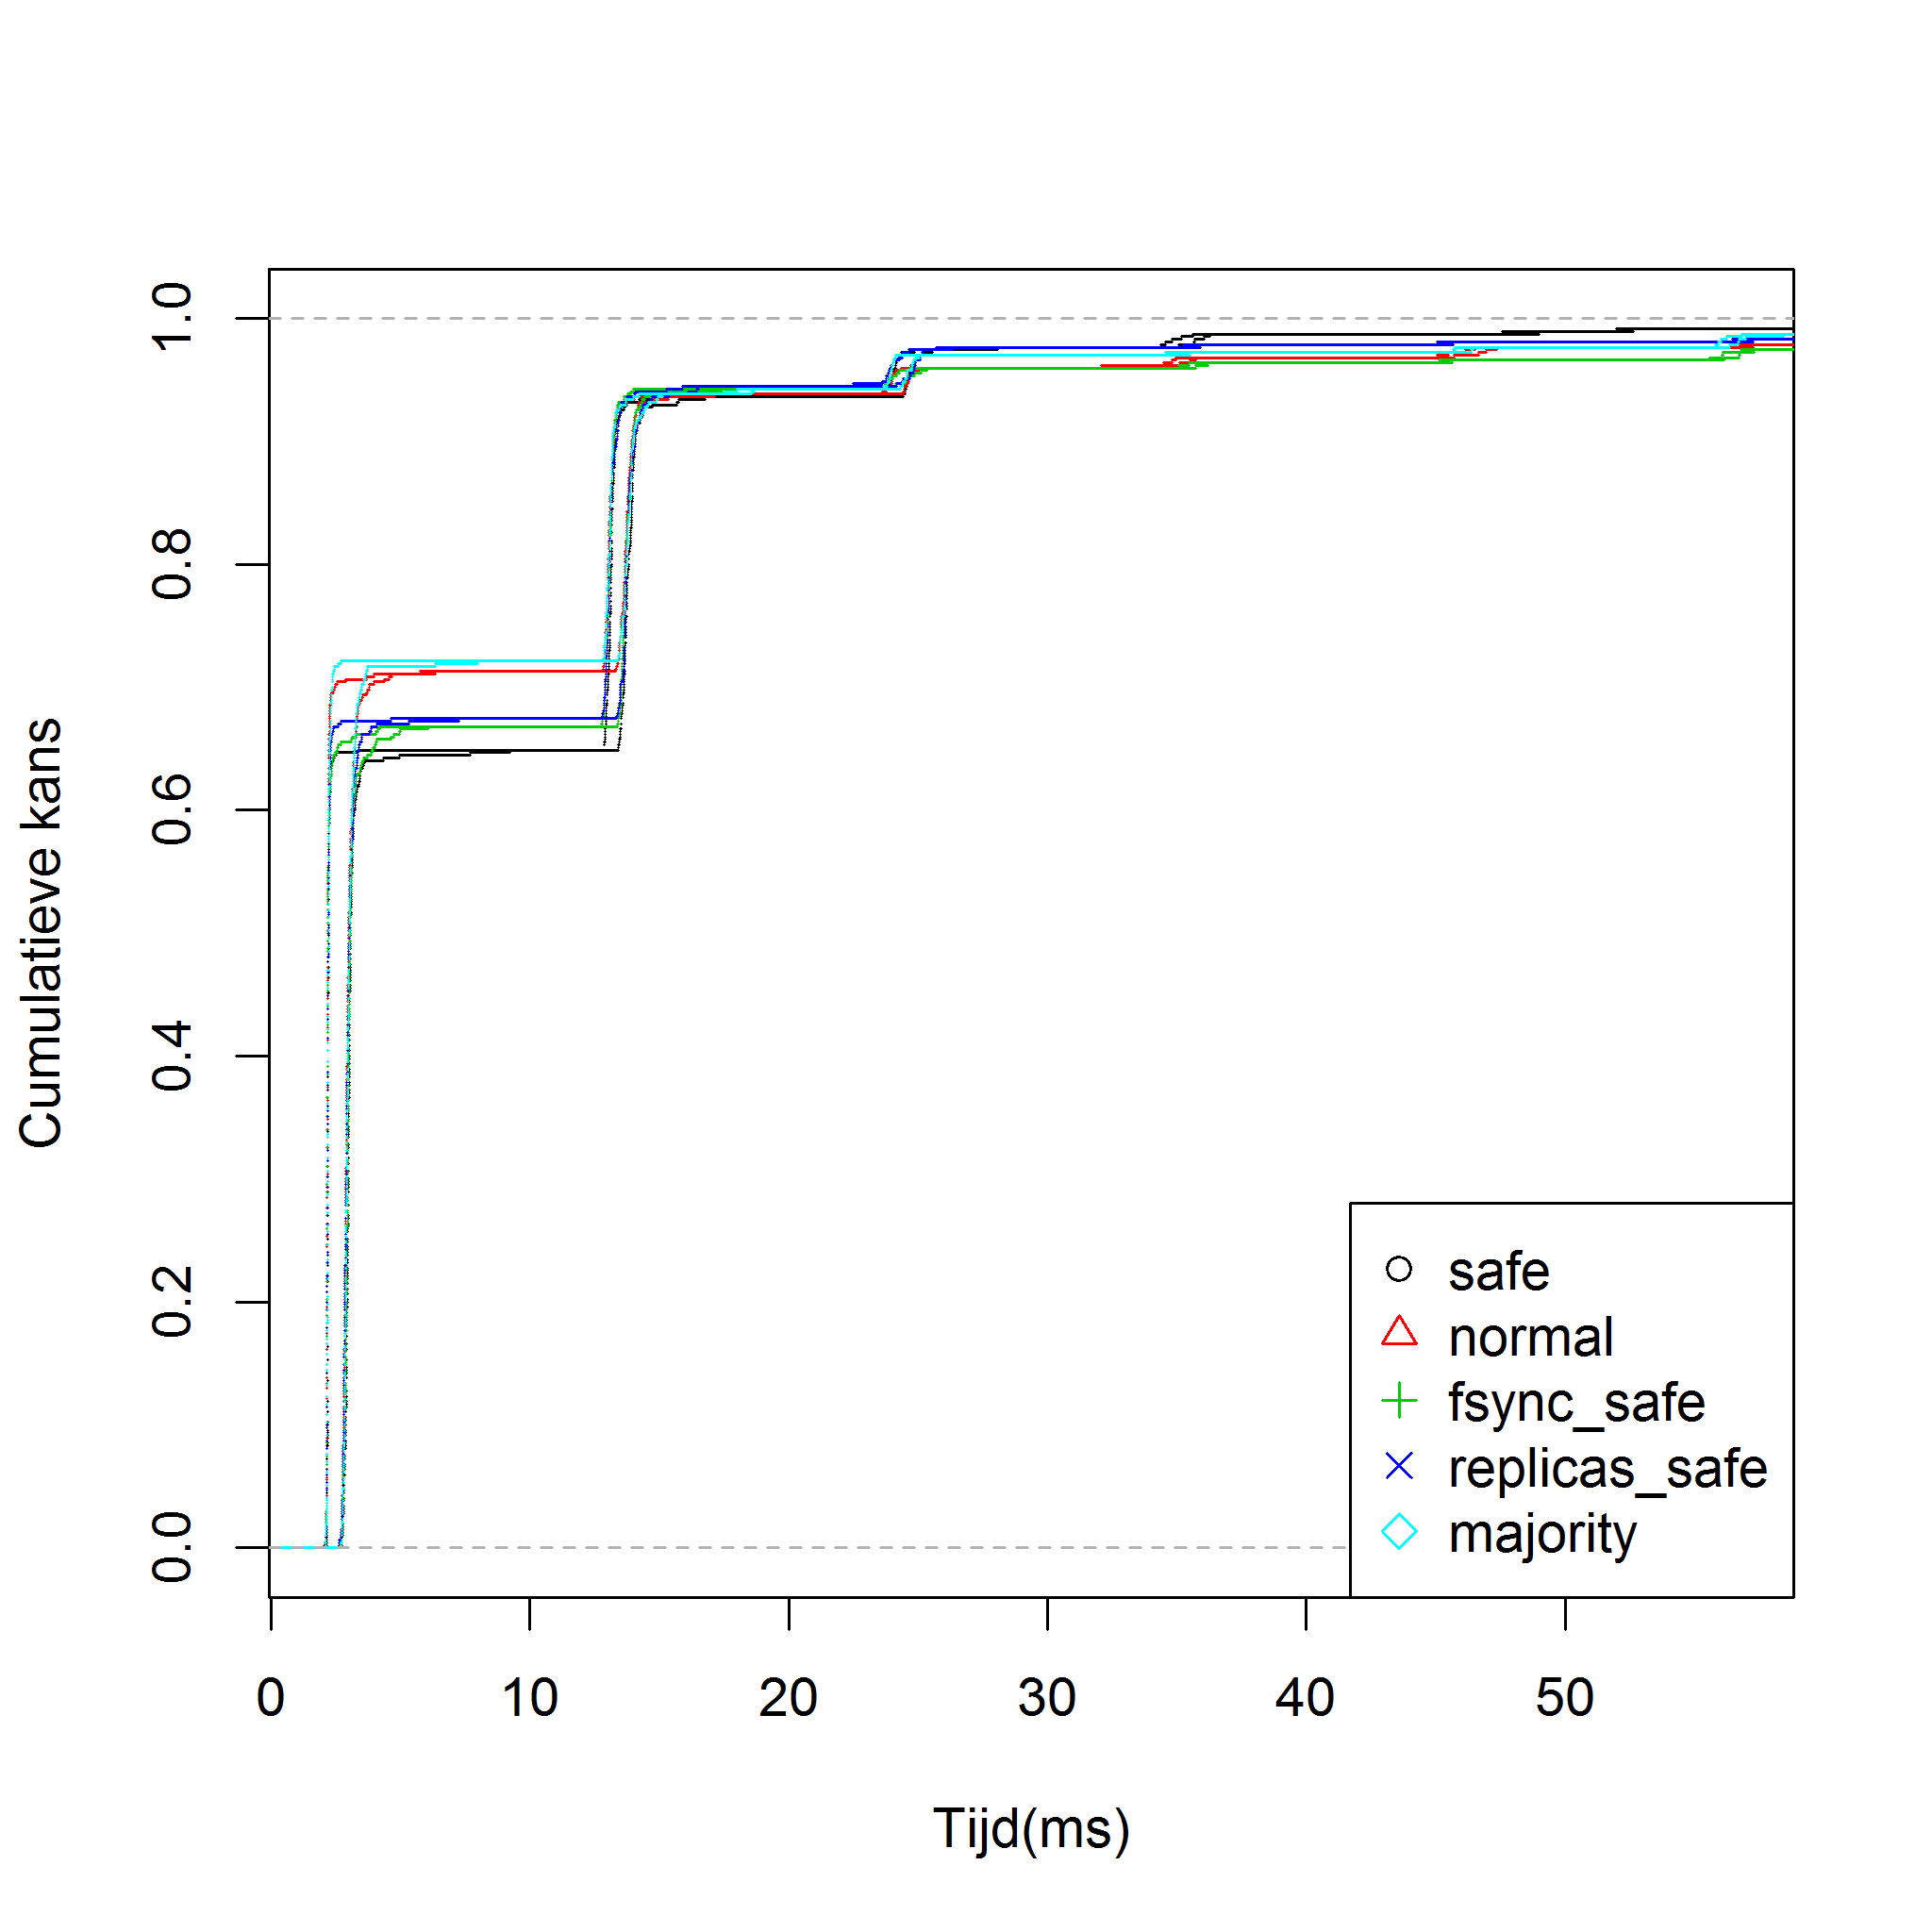 Cumulatieve kans
1.0
0.8
0.6
0.4
0.2
0.0
safe
normal
fsync_safe
replicas_safe
majority
0 10 20 30 40 50
Tijd(ms)